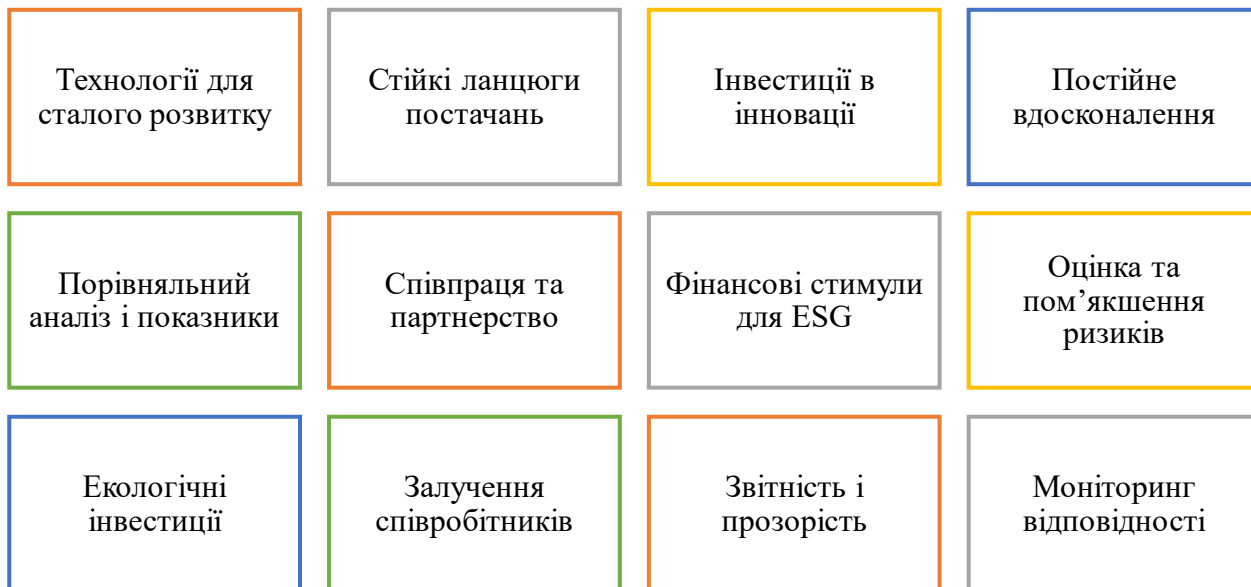 Технології для
сталого розвитку
Стійкі ланцюги
постачань
Інвестиції в
інновації
Постійне
вдосконалення
Порівняльний
аналіз і показники
Співпраця та
партнерство
Фінансові стимули
для ESG
Оцінка та
пом’якшення
ризиків
Екологічні
інвестиції
Залучення
співробітників
Звітність і
прозорість
Моніторинг
відповідності